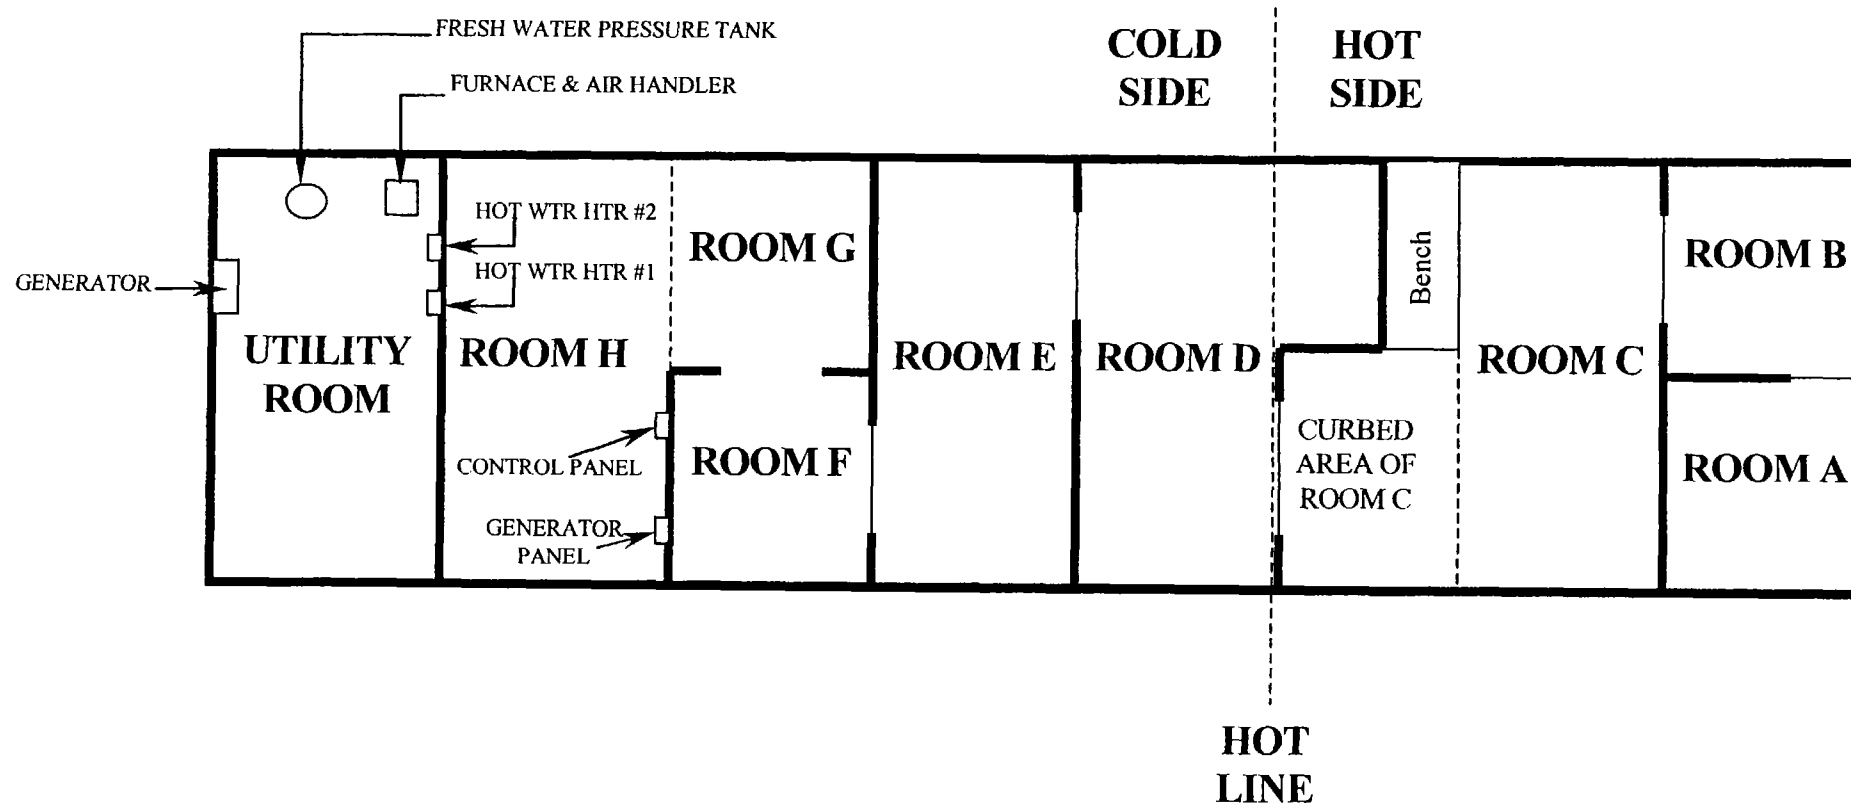 FRESH WATER PRESSURE TANK
FURNACE & AIR HANDLER
COLD
SIDE
HOT
SIDE
HOT WTR HTR #2
HOT WTR HTR #1
GENERATOR
UTILITY
ROOM
ROOM H
ROOM G
CONTROL PANEL
GENERATOR
PANEL
ROOM F
ROOM E
ROOM D
Bench
CURBED
AREA OF
ROOM C
ROOM C
ROOM B
ROOM A
HOT
LINE